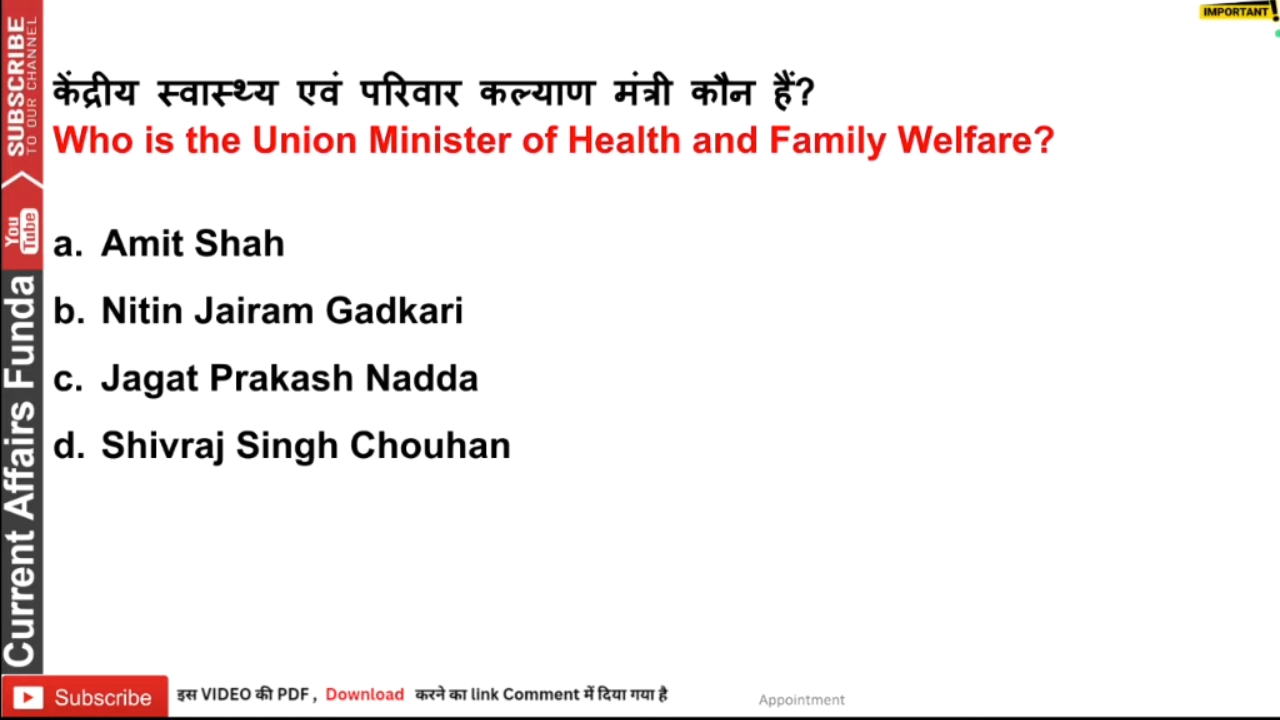 IMPORTANT!
केंद्रीय स्वास्थ्य एवं परिवार कल्याण मंत्री कौन हैं?
Who is the Union Minister of Health and Family Welfare?
a. Amit Shah
b. Nitin Jairam Gadkari
c. Jagat Prakash Nadda
d. Shivraj Singh Chouhan
SUBSCRIBE
TO OUR CHANNEL
You
Tube
Current Affairs Funda
Subscribe
इस VIDEO की PDF , Download करने का link Comment में दिया गया है
Appointment